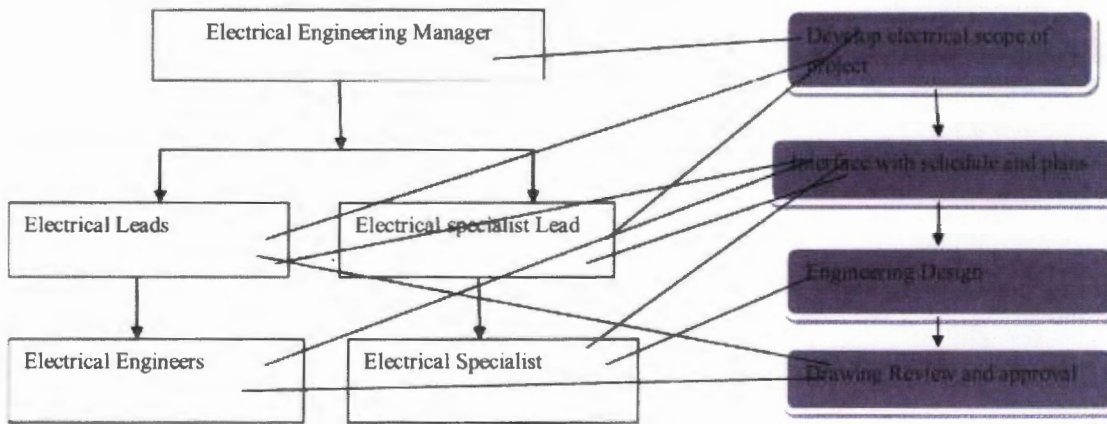 Electrical Engineering Manager
Develop electrical scope of
project
Interface with schedule and plans
Electrical Leads
Electrical specialist Lead
Engineering Design
Electrical Engineers
Electrical Specialist
Drawing Review and approval